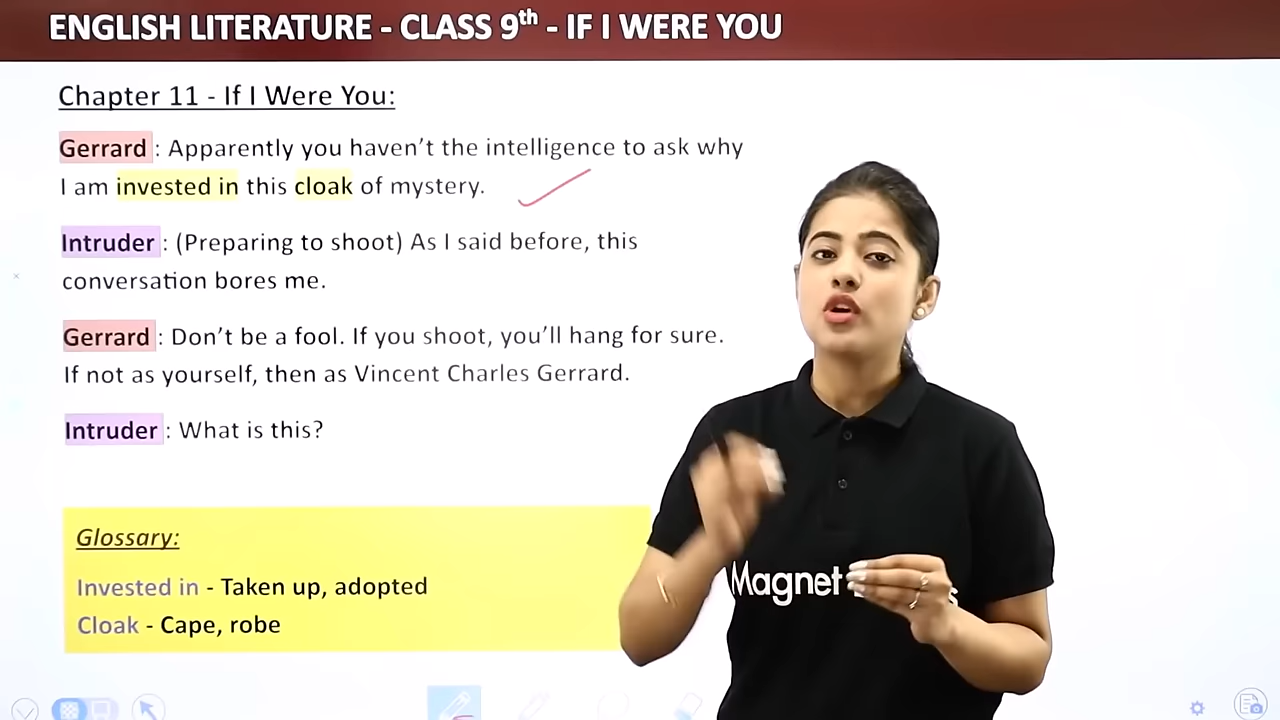 ENGLISH LITERATURE - CLASS 9th - IF I WERE YOU
Chapter 11 - If I Were You:
Gerrard : Apparently you haven't the intelligence to ask why
I am invested in this cloak of mystery.
Intruder : (Preparing to shoot) As I said before, this
conversation bores me.
Gerrard : Don't be a fool. If you shoot, you'll hang for sure.
If not as yourself, then as Vincent Charles Gerrard.
Intruder : What is this?
Glossary:
Invested in - Taken up, adopted
Cloak - Cape, robe
Magnet